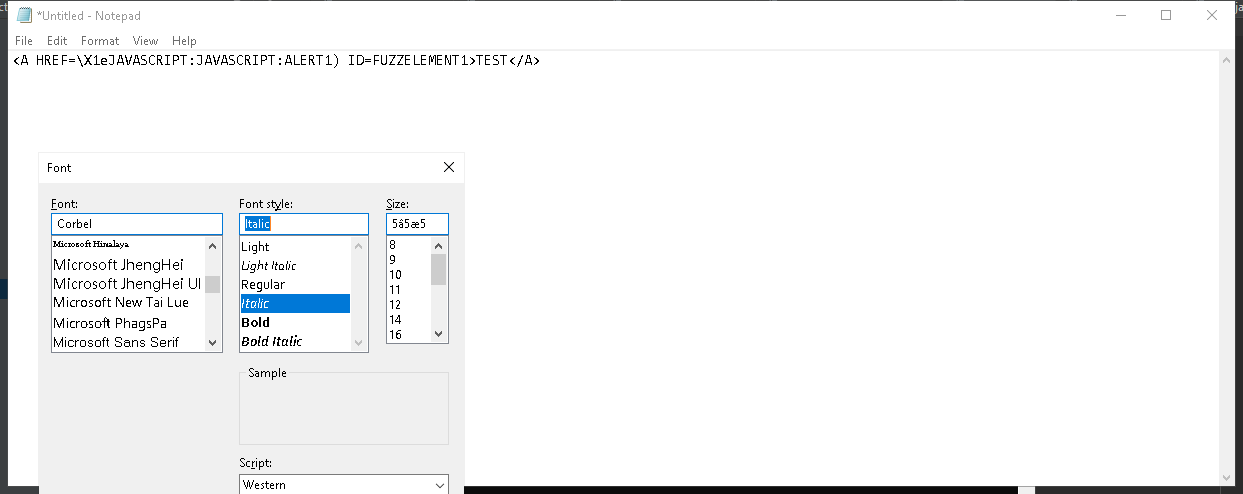 *Untitled - Notepad
File Edit Format View Help
<A HREF=\X1eJAVASCRIPT:JAVASCRIPT:ALERT1) ID=FUZZELEMENT1>TEST</A>
Font
Font: Font style: Size:
Corbel Italic 5â5æ5
Microsoft Himalaya
Microsoft JhengHei
Microsoft JhengHei UI
Microsoft New Tai Lue
Microsoft PhagsPa
Microsoft Sans Serif
Light
Light Italic
Regular
Italic
Bold
Bold Italic
8
9
10
11
12
14
16
Sample
Script:
Western